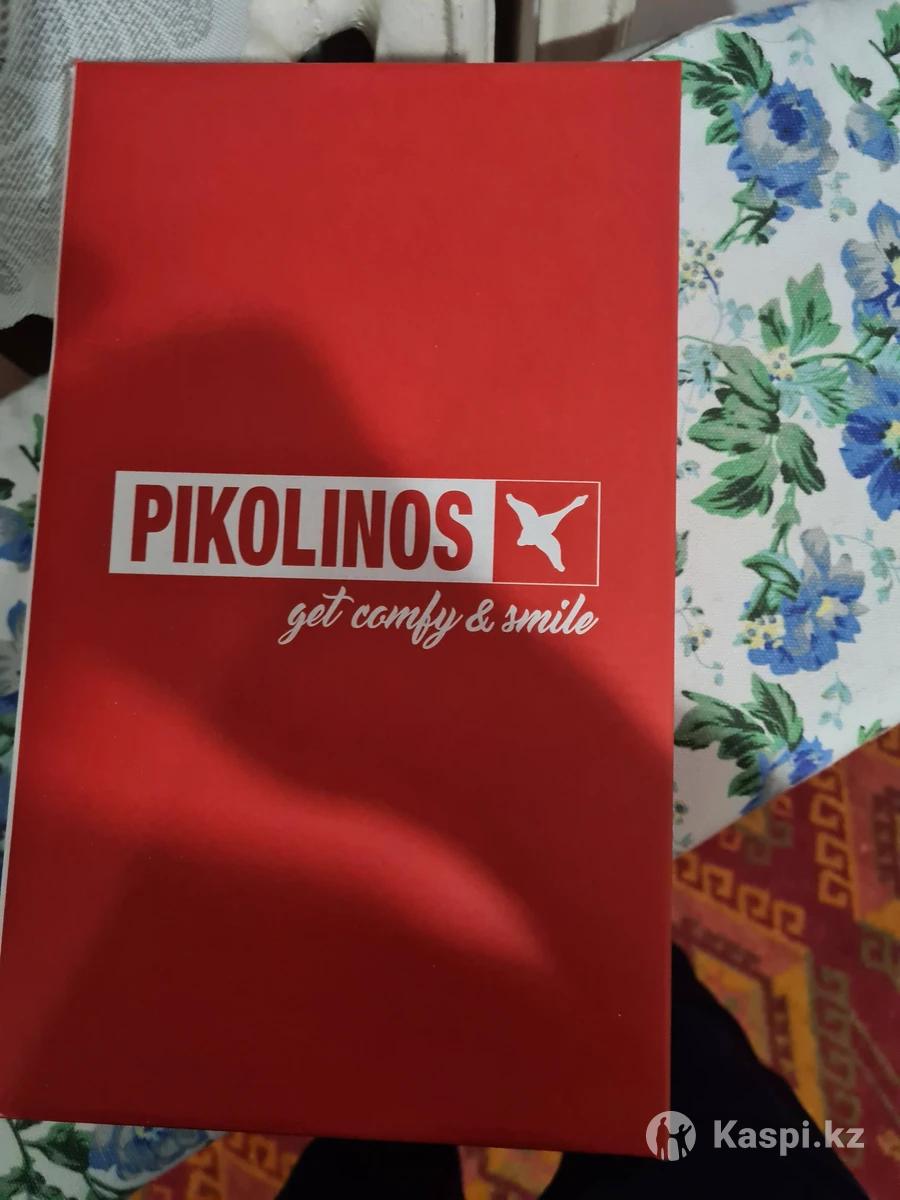 PIKOLINOS
get comfy & smile
Kaspi.kz